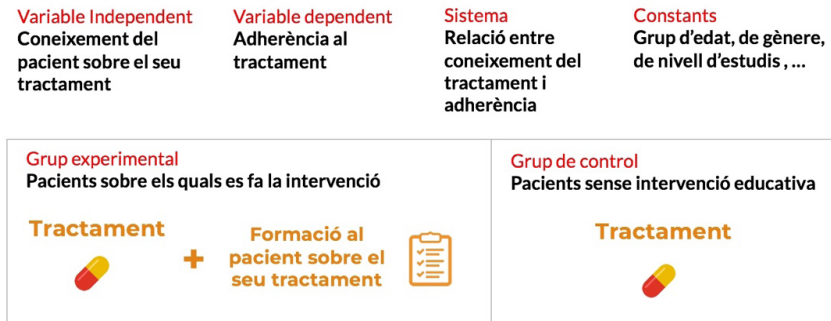 Variable Independent
Coneixement del
pacient sobre el seu
tractament
Variable dependent
Adherència al
tractament
Sistema
Relació entre
coneixement del
tractament i
adherència
Constants
Grup d'edat, de gènere,
de nivell d'estudis , ...
Grup experimental
Pacients sobre els quals es fa la intervenció
Tractament
+
Formació al
pacient sobre el
seu tractament
Grup de control
Pacients sense intervenció educativa
Tractament